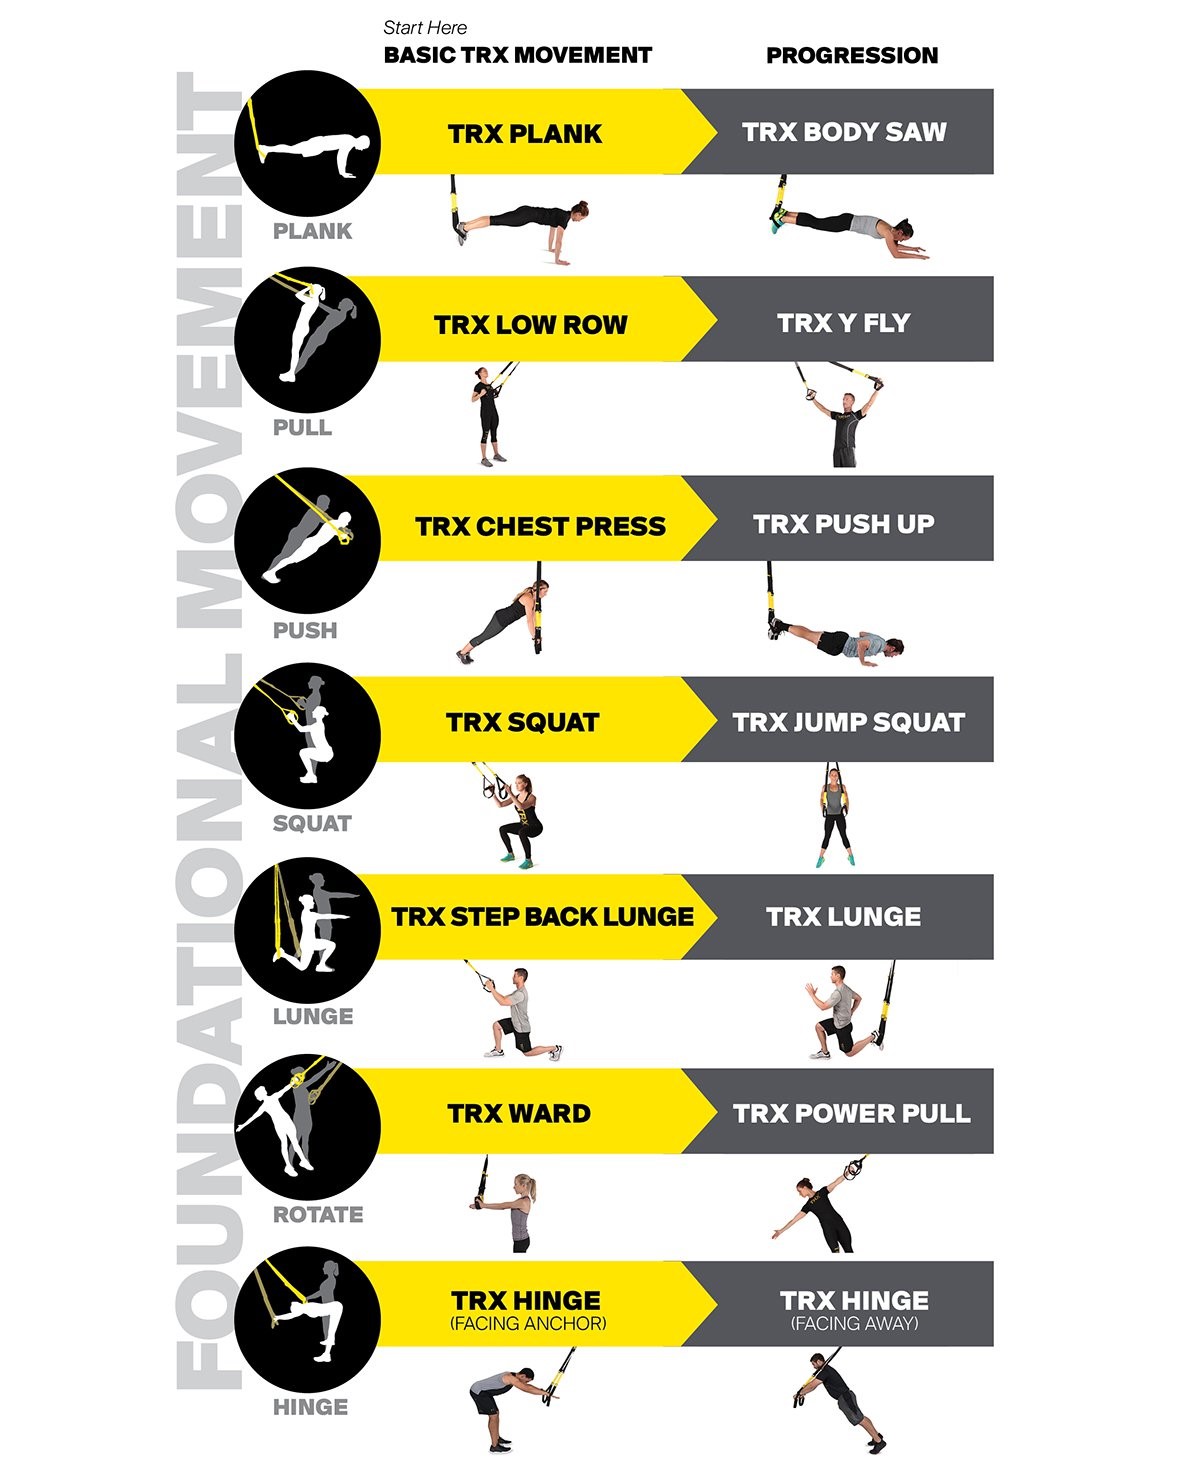 Start Here
BASIC TRX MOVEMENT
PROGRESSION
FOUNDATIONAL MOVEMENT
PLANK
TRX PLANK
TRX BODY SAW
PULL
TRX LOW ROW
TRX Y FLY
PUSH
TRX CHEST PRESS
TRX PUSH UP
SQUAT
TRX SQUAT
TRX JUMP SQUAT
LUNGE
TRX STEP BACK LUNGE
TRX LUNGE
ROTATE
TRX WARD
TRX POWER PULL
HINGE
TRX HINGE
(FACING ANCHOR)
TRX HINGE
(FACING AWAY)